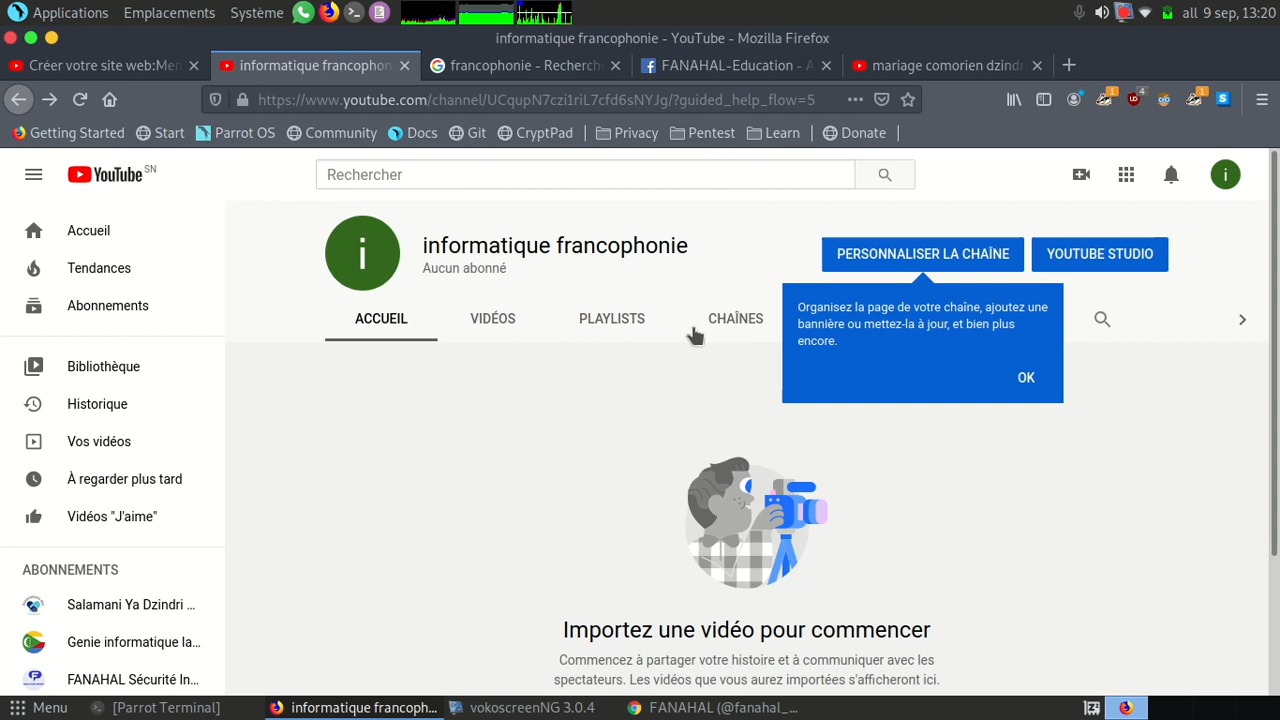 Applications Emplacements Système all 9 sep, 13:20
informatique francophonie - YouTube - Mozilla Firefox
Créer votre site web:Men informatique francophon francophonie - Recherch FANAHAL-Education - A mariage comorien dzindr
https://www.youtube.com/channel/UCqupN7czi1riL7cfd6sNYJg/?guided_help_flow=5
1 4 1
Getting Started Start Parrot OS Community Docs Git CryptPad Privacy Pentest Learn Donate
YouTube SN
Rechercher
i
Accueil
Tendances
Abonnements
Bibliothèque
Historique
Vos vidéos
À regarder plus tard
Vidéos "J'aime"
ABONNEMENTS
Salamani Ya Dzindri ...
Genie informatique la...
FANAHAL Sécurité In...
i
informatique francophonie
Aucun abonné
PERSONNALISER LA CHAÎNE YOUTUBE STUDIO
ACCUEIL VIDÉOS PLAYLISTS CHAÎNES
Organisez la page de votre chaîne, ajoutez une
bannière ou mettez-la à jour, et bien plus
encore.
OK
Importez une vidéo pour commencer
Commencez à partager votre histoire et à communiquer avec les
spectateurs. Les vidéos que vous aurez importées s'afficheront ici.
Menu [Parrot Terminal] informatique francoph... vokoscreenNG 3.0.4 FANAHAL (@fanahal_...